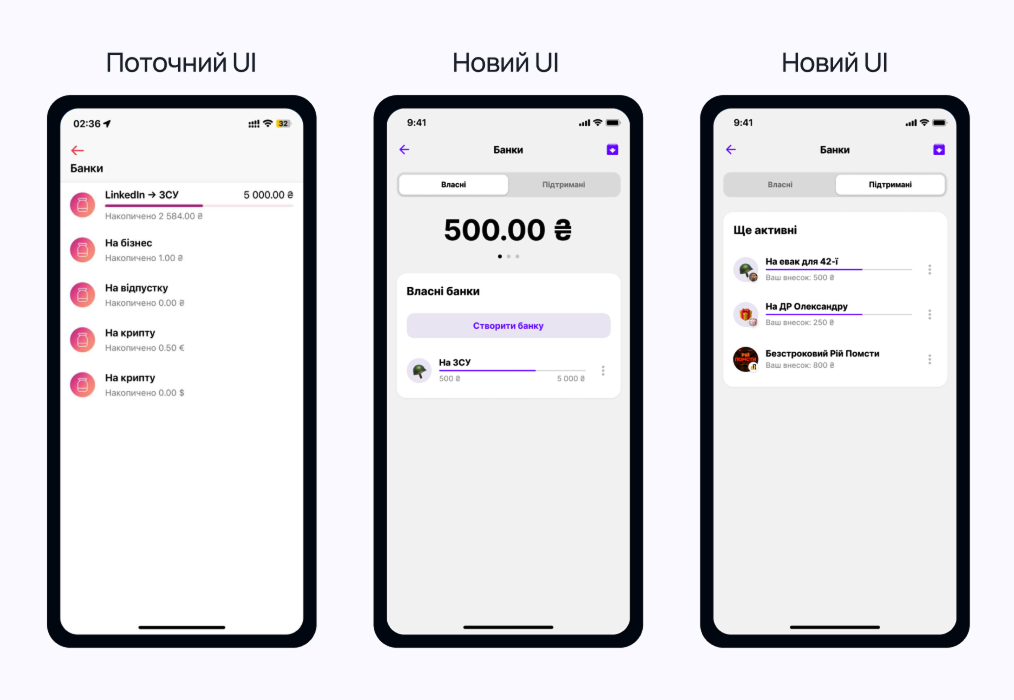 Поточний UI
02:36
32
Банки
LinkedIn → ЗСУ 5 000.00 ₴
Накопичено 2 584.00 ₴
На бізнес
Накопичено 1.00 ₴
На відпустку
Накопичено 0.00 ₴
На крипту
Накопичено 0.50 €
На крипту
Накопичено 0.00 $
Новий UI
9:41
Банки
Власні Підтримані
500.00 ₴
Власні банки
Створити банку
На ЗСУ
500 ₴ 5 000 ₴
Новий UI
9:41
Банки
Власні Підтримані
Ще активні
На евак для 42-ї
Ваш внесок: 500 ₴
На ДР Олександру
Ваш внесок: 250 ₴
РІЙ
ПОМСТИ
Безстроковий Рій Помсти
Ваш внесок: 800 ₴